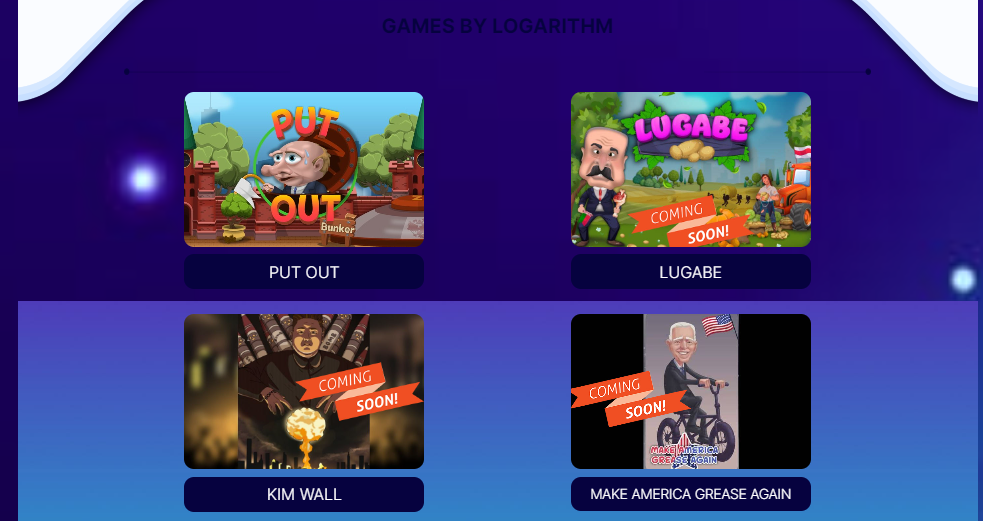 GAMES BY LOGARITHM
PUT
OUT
Bunker
LUGABE
COMING
SOON!
PUT OUT
LUGABE
COMING
SOON!
COMING
SOON!
MAKE AMERICA
GREASE AGAIN
KIM WALL
MAKE AMERICA GREASE AGAIN